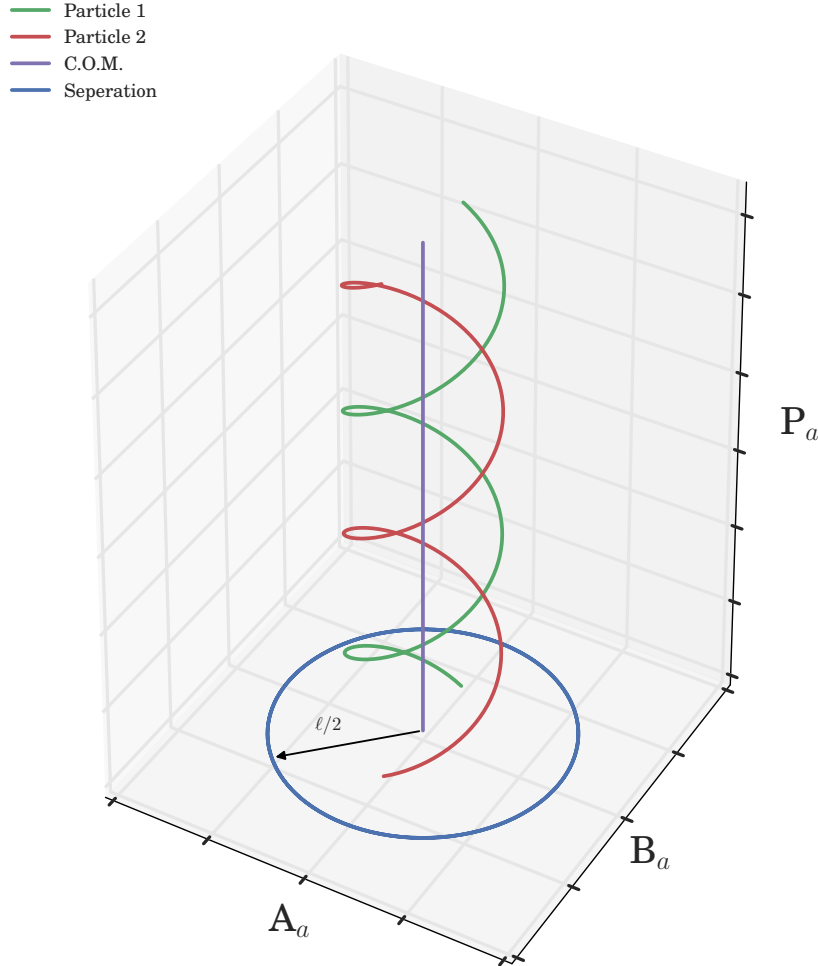 Particle 1
Particle 2
C.O.M.
Seperation
P_a
ℓ/2
B_a
A_a